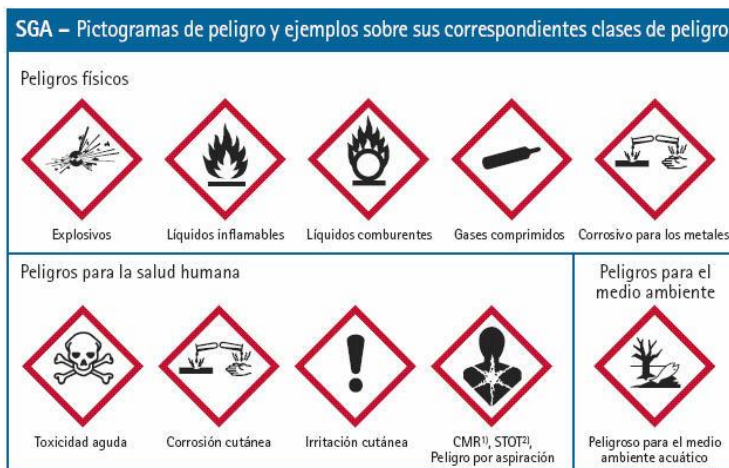 SGA – Pictogramas de peligro y ejemplos sobre sus correspondientes clases de peligro
Peligros físicos
Explosivos
Líquidos inflamables
Líquidos comburentes
Gases comprimidos
Corrosivo para los metales
Peligros para la salud humana
Toxicidad aguda
Corrosión cutánea
Irritación cutánea
CMR¹⁾, STOT²⁾,
Peligro por aspiración
Peligros para el
medio ambiente
Peligroso para el medio
ambiente acuático